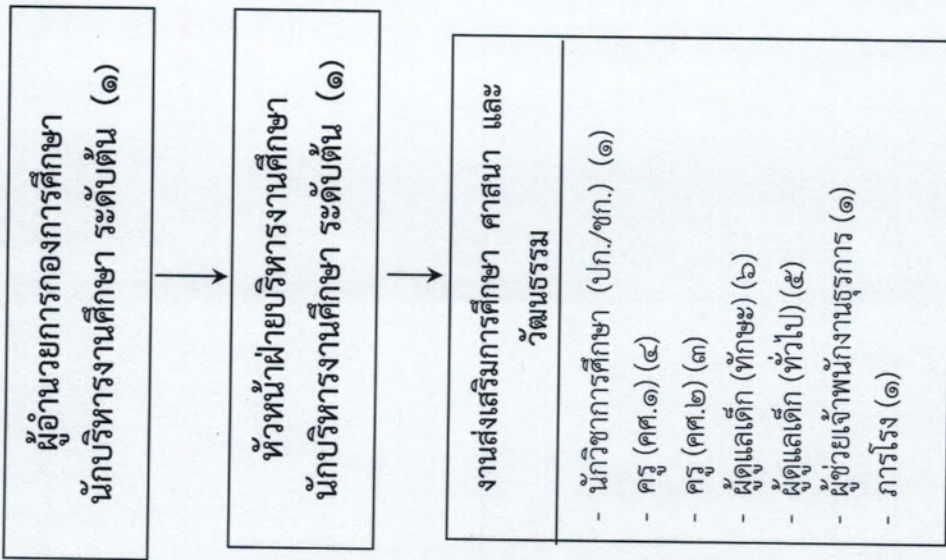 ผู้อำนวยการกองการศึกษา
นักบริหารงานศึกษา ระดับต้น (๑)
หัวหน้าฝ่ายบริหารงานศึกษา
นักบริหารงานศึกษา ระดับต้น (๑)
งานส่งเสริมการศึกษา ศาสนา และ
วัฒนธรรม
- นักวิชาการศึกษา (ปก./ชก.) (๑)
- ครู (คศ.๑) (๔)
- ครู (คศ.๒) (๓)
- ผู้ดูแลเด็ก (ทักษะ) (๖)
- ผู้ดูแลเด็ก (ทั่วไป) (๕)
- ผู้ช่วยเจ้าพนักงานธุรการ (๑)
- ภารโรง (๑)